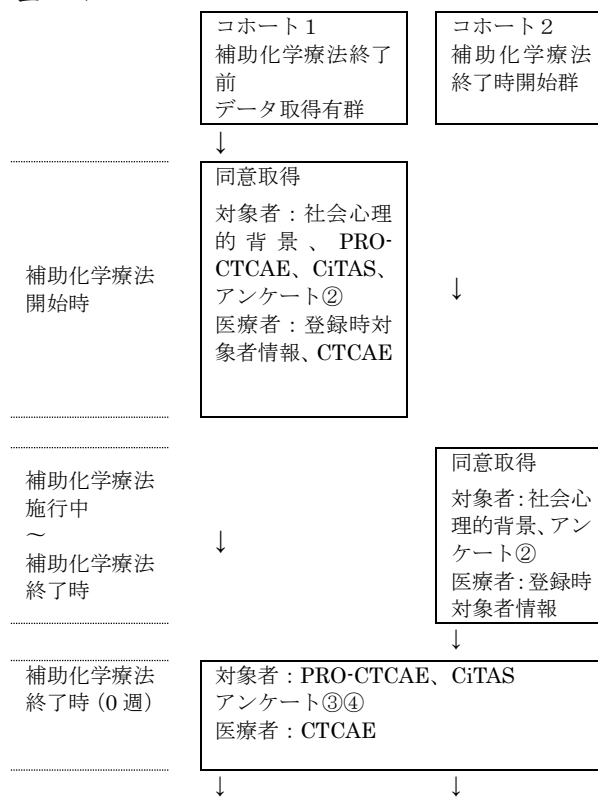 コホート1
補助化学療法終了
前
データ取得有群
コホート2
補助化学療法
終了時開始群
↓
補助化学療法
開始時
同意取得
対象者：社会心理
的背景、PRO-
CTCAE、CiTAS、
アンケート②
医療者：登録時対
象者情報、CTCAE
↓
補助化学療法
施行中
～
補助化学療法
終了時
↓
同意取得
対象者：社会心
理的背景、アン
ケート②
医療者：登録時
対象者情報
↓
補助化学療法
終了時（0週）
対象者：PRO-CTCAE、CiTAS
アンケート③④
医療者：CTCAE
↓ ↓